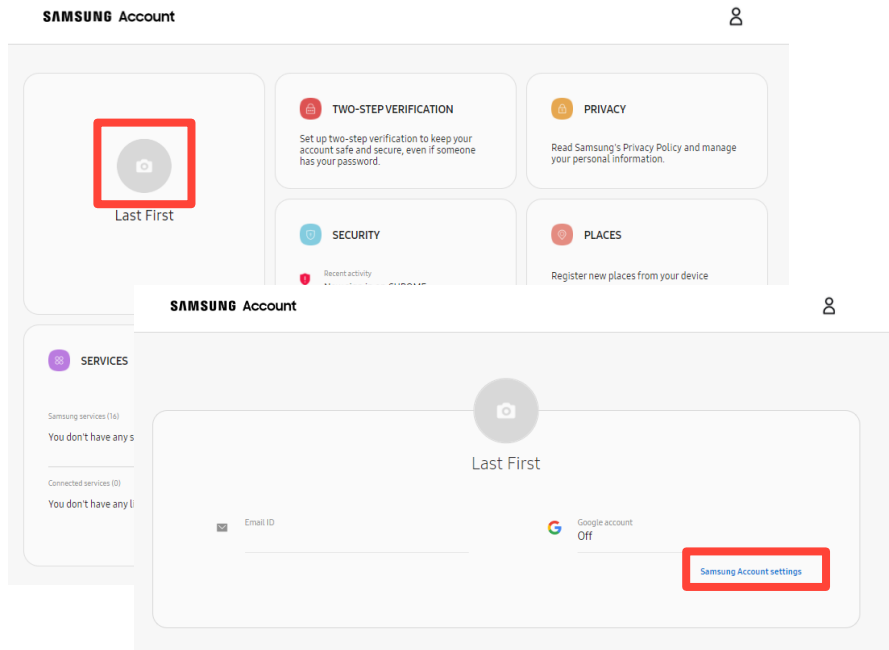 SAMSUNG Account
Last First
TWO-STEP VERIFICATION
Set up two-step verification to keep your
account safe and secure, even if someone
has your password.
PRIVACY
Read Samsung's Privacy Policy and manage
your personal information.
SECURITY
Recent activity
PLACES
Register new places from your device
SERVICES
Samsung services (16)
You don't have any s
Connected services (0)
You don't have any li
SAMSUNG Account
Last First
Email ID
Google account
Off
Samsung Account settings